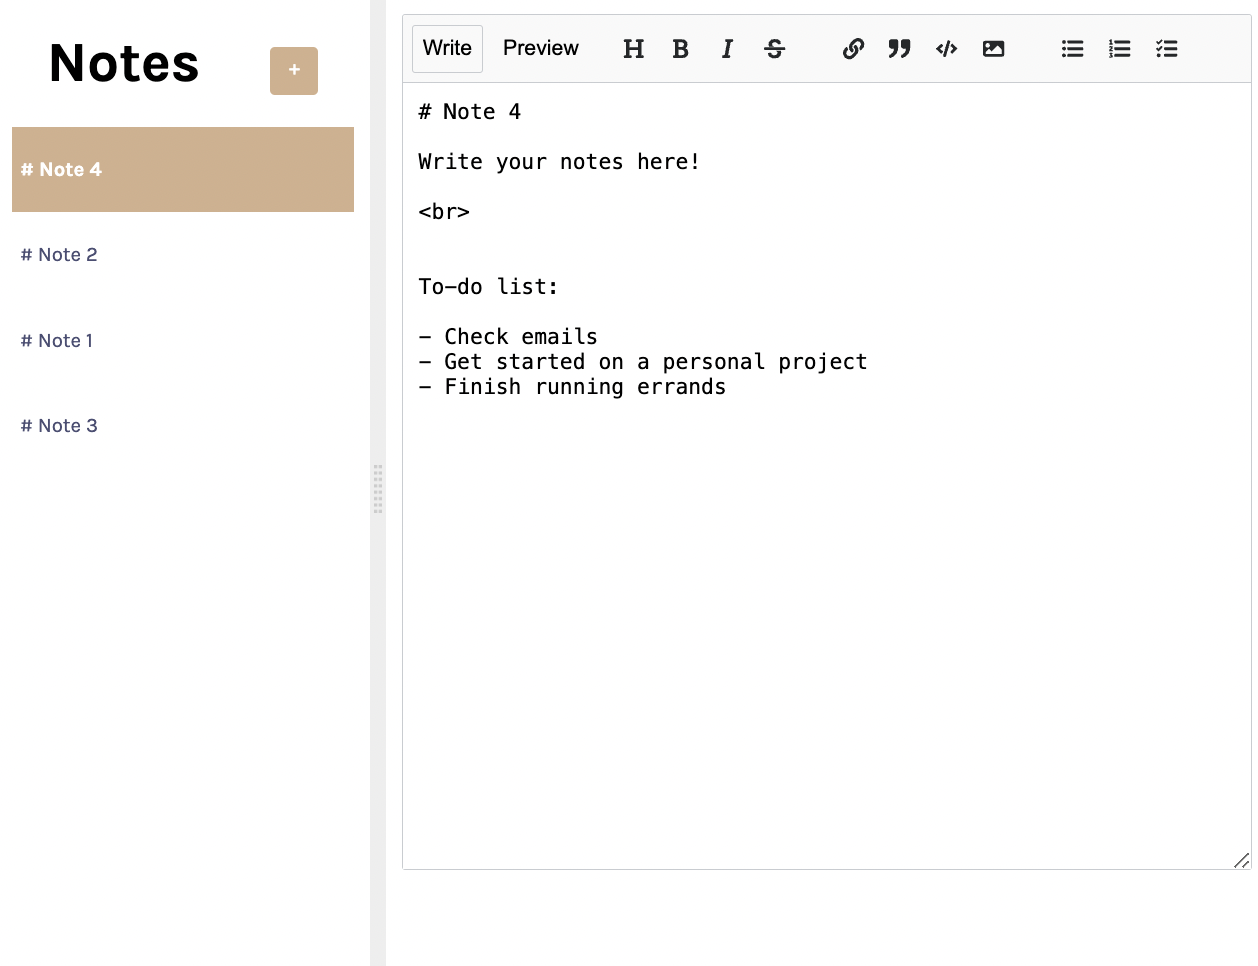 Notes
+
# Note 4
# Note 2
# Note 1
# Note 3
Write Preview H B I S
# Note 4
Write your notes here!
<br>
To-do list:
- Check emails
- Get started on a personal project
- Finish running errands